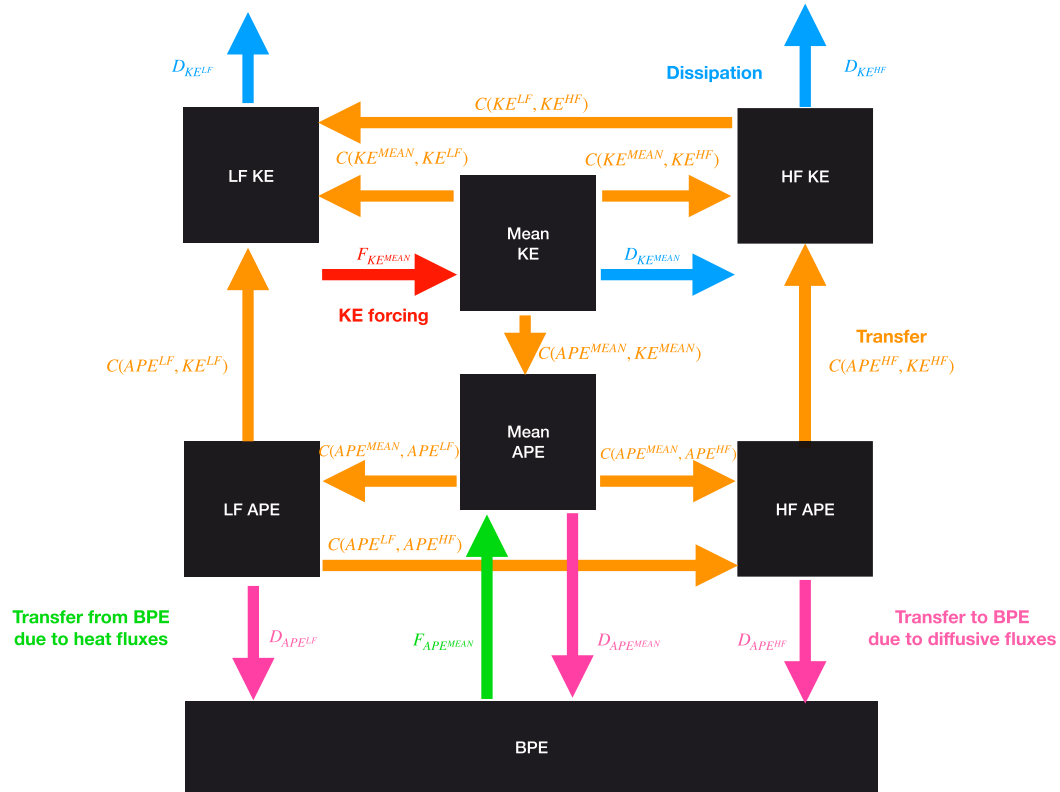 D_{KE^{LF}}
Dissipation
D_{KE^{HF}}
C(KE^{LF}, KE^{HF})
C(KE^{MEAN}, KE^{LF})
C(KE^{MEAN}, KE^{HF})
LF KE
HF KE
Mean
KE
F_{KE^{MEAN}}
D_{KE^{MEAN}}
KE forcing
C(APE^{MEAN}, KE^{MEAN})
Transfer
C(APE^{LF}, KE^{LF})
C(APE^{HF}, KE^{HF})
Mean
APE
C(APE^{MEAN}, APE^{LF})
C(APE^{MEAN}, APE^{HF})
LF APE
HF APE
C(APE^{LF}, APE^{HF})
Transfer from BPE
due to heat fluxes
D_{APE^{LF}}
F_{APE^{MEAN}}
D_{APE^{MEAN}}
D_{APE^{HF}}
Transfer to BPE
due to diffusive fluxes
BPE